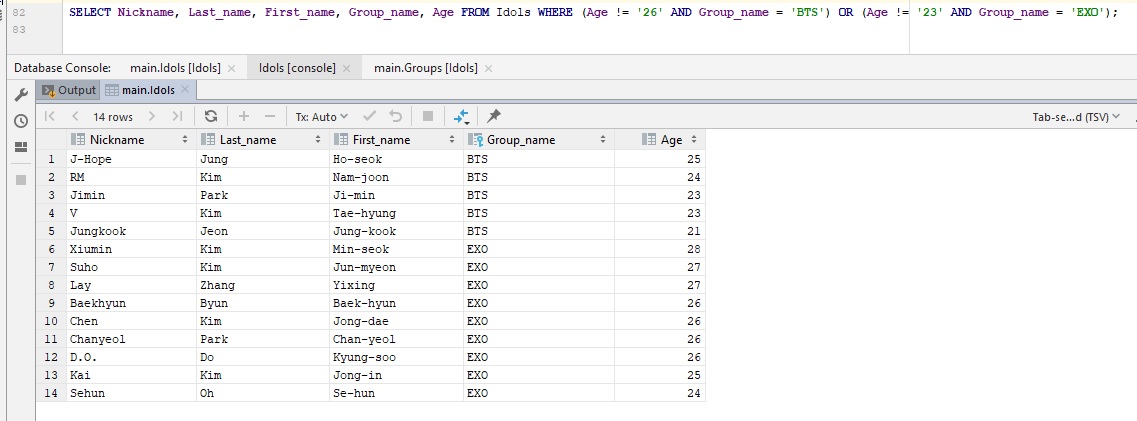 82 SELECT Nickname, Last_name, First_name, Group_name, Age FROM Idols WHERE (Age != '26' AND Group_name = 'BTS') OR (Age != '23' AND Group_name = 'EXO');
83
Database Console: main.Idols [Idols] Idols [console] main.Groups [Idols]
Output main.Idols
14 rows Tx: Auto Tab-se...d (TSV)
Nickname Last_name First_name Group_name Age
1 J-Hope Jung Ho-seok BTS 25
2 RM Kim Nam-joon BTS 24
3 Jimin Park Ji-min BTS 23
4 V Kim Tae-hyung BTS 23
5 Jungkook Jeon Jung-kook BTS 21
6 Xiumin Kim Min-seok EXO 28
7 Suho Kim Jun-myeon EXO 27
8 Lay Zhang Yixing EXO 27
9 Baekhyun Byun Baek-hyun EXO 26
10 Chen Kim Jong-dae EXO 26
11 Chanyeol Park Chan-yeol EXO 26
12 D.O. Do Kyung-soo EXO 26
13 Kai Kim Jong-in EXO 25
14 Sehun Oh Se-hun EXO 24